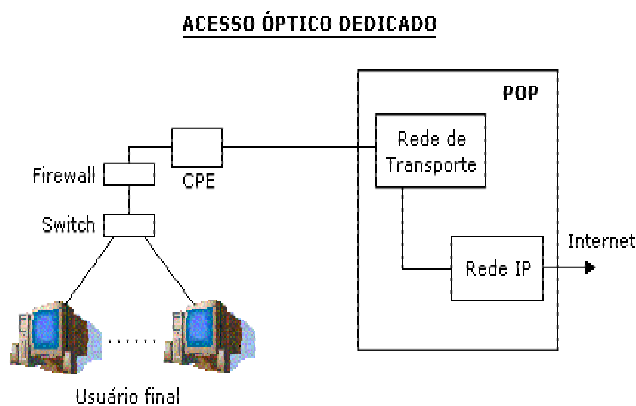 ACESSO ÓPTICO DEDICADO
POP
Rede de
Transporte
Firewall
CPE
Switch
Internet
Rede IP
Usuário final